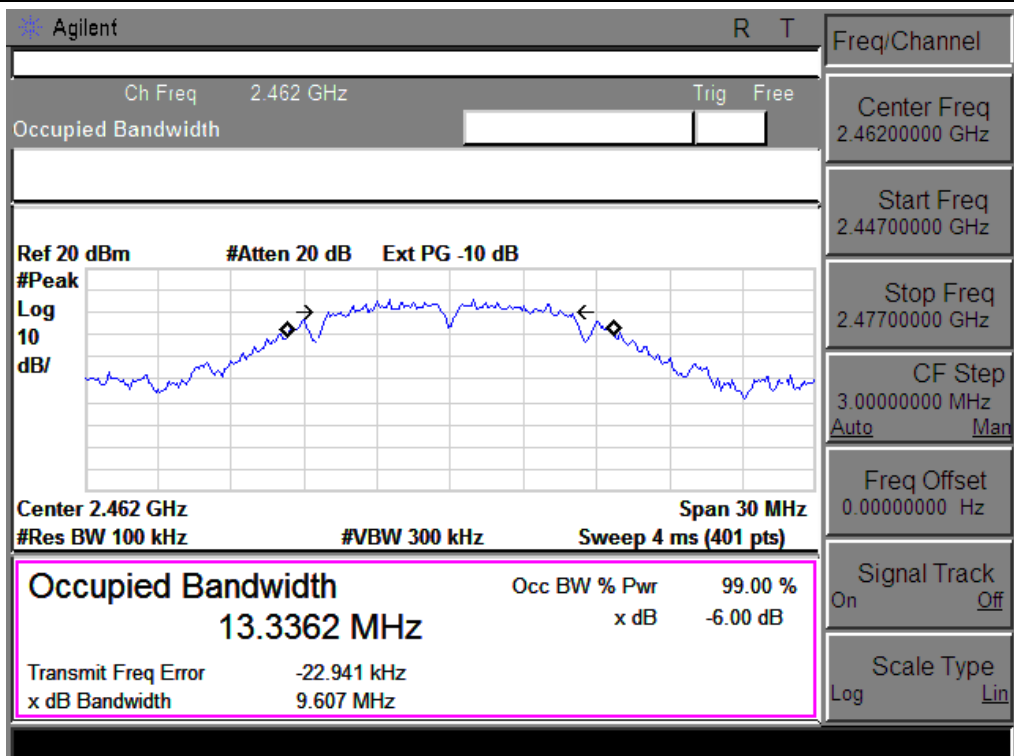 Agilent
R T
Ch Freq 2.462 GHz Trig Free
Occupied Bandwidth
Ref 20 dBm #Atten 20 dB Ext PG -10 dB
#Peak
Log
10
dB/
Center 2.462 GHz Span 30 MHz
#Res BW 100 kHz #VBW 300 kHz Sweep 4 ms (401 pts)
Occupied Bandwidth Occ BW % Pwr 99.00 %
13.3362 MHz x dB -6.00 dB
Transmit Freq Error -22.941 kHz
x dB Bandwidth 9.607 MHz
Freq/Channel
Center Freq
2.46200000 GHz
Start Freq
2.44700000 GHz
Stop Freq
2.47700000 GHz
CF Step
3.00000000 MHz
Auto Man
Freq Offset
0.00000000 Hz
Signal Track
On Off
Scale Type
Log Lin